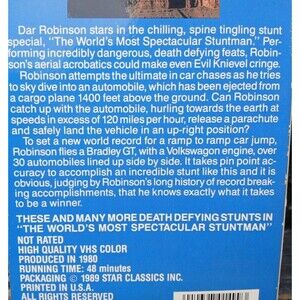 Dar Robinson stars in the chilling, spine tingling stunt
special, "The World's Most Spectacular Stuntman." Per-
forming incredibly dangerous, death defying feats, Robin-
son's aerial acrobatics could make even Evil Knievel cringe.
Robinson attempts the ultimate in car chases as he tries
to sky dive into an automobile, which has been ejected from
a cargo plane 1400 feet above the ground. Can Robinson
catch up with the automobile, hurling towards the earth at
speeds in excess of 120 miles per hour, release a parachute
and safely land the vehicle in an up-right position?
To set a new world record for a ramp to ramp car jump,
Robinson flies a Bradley GT, with a Volkswagon engine, over
over 30 automobiles lined up side by side. It takes pin point ac-
curacy to accomplish an incredible stunt like this and it is
obvious, judging by Robinson's long history of record break-
ing accomplishments, that he knows exactly what it takes
to be a winner.
THESE AND MANY MORE DEATH DEFYING STUNTS IN
"THE WORLD'S MOST SPECTACULAR STUNTMAN"
NOT RATED
HIGH QUALITY VHS COLOR
PRODUCED IN 1980
RUNNING TIME: 48 minutes
PACKAGING © 1989 STAR CLASSICS INC.
PRINTED IN U.S.A.
ALL RIGHTS RESERVED